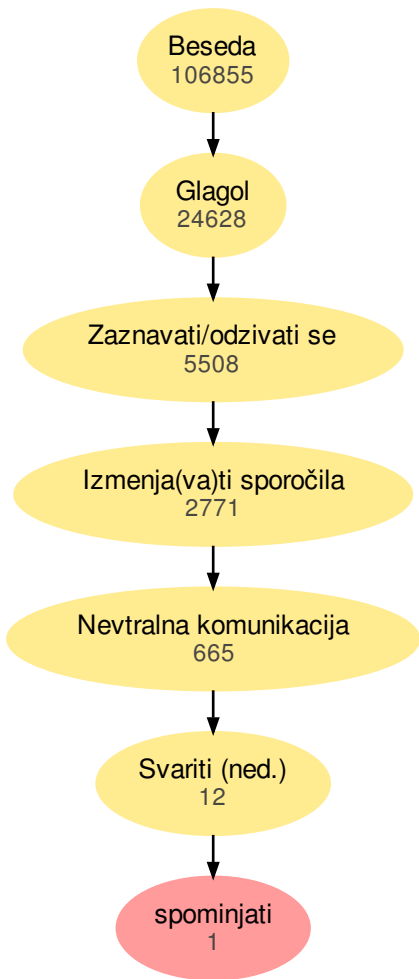 Beseda
106855
Glagol
24628
Zaznavati/odzivati se
5508
Izmenja(va)ti sporočila
2771
Nevtralna komunikacija
665
Svariti (ned.)
12
spominjati
1